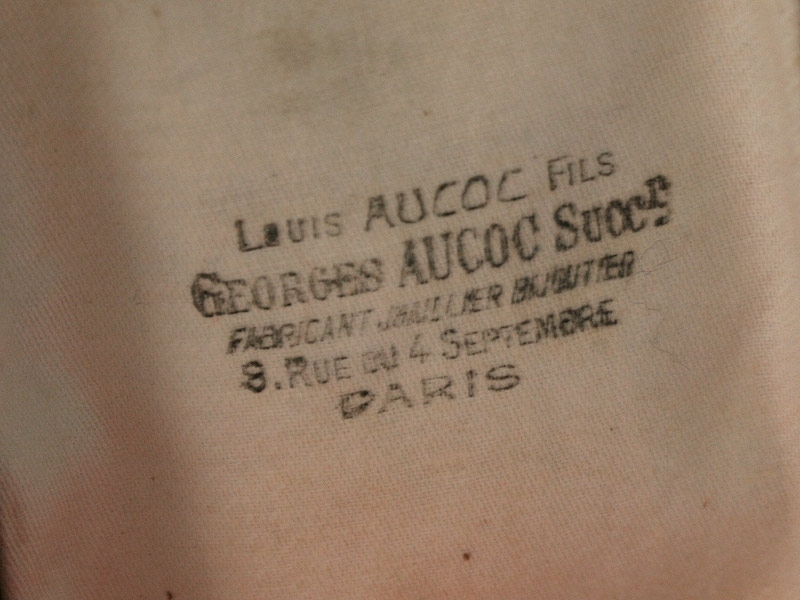 Louis AUCOC FILS
GEORGES AUCOC SUCCR
FABRICANT JOAILLIER BIJOUTIER
8. RUE DU 4 SEPTEMBRE
PARIS